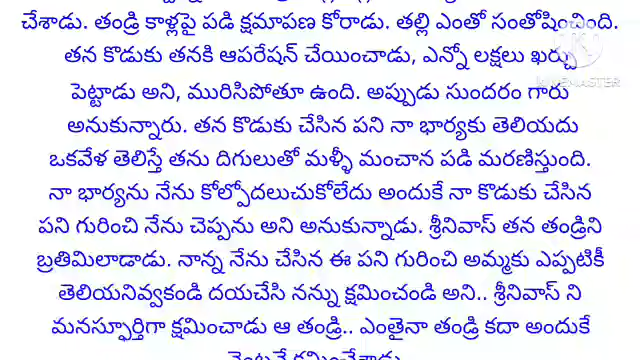 చేశాడు. తండ్రి కాళ్లపై పడి క్షమాపణ కోరాడు. తల్లి ఎంతో సంతోషించింది.
తన కొడుకు తనకి ఆపరేషన్ చేయించాడు, ఎన్నో లక్షలు ఖర్చు
పెట్టాడు అని, మురిసిపోతూ ఉంది. అప్పుడు సుందరం గారు
అనుకున్నారు. తన కొడుకు చేసిన పని నా భార్యకు తెలియదు
ఒకవేళ తెలిస్తే తను దిగులుతో మళ్ళీ మంచాన పడి మరణిస్తుంది.
నా భార్యను నేను కోల్పోదలుచుకోలేదు అందుకే నా కొడుకు చేసిన
పని గురించి నేను చెప్పను అని అనుకున్నాడు. శ్రీనివాస్ తన తండ్రిని
బ్రతిమిలాడాడు. నాన్న నేను చేసిన ఈ పని గురించి అమ్మకు ఎప్పటికీ
తెలియనివ్వకండి దయచేసి నన్ను క్షమించండి అని.. శ్రీనివాస్ ని
మనస్ఫూర్తిగా క్షమించాడు ఆ తండ్రి.. ఎంతైనా తండ్రి కదా అందుకే